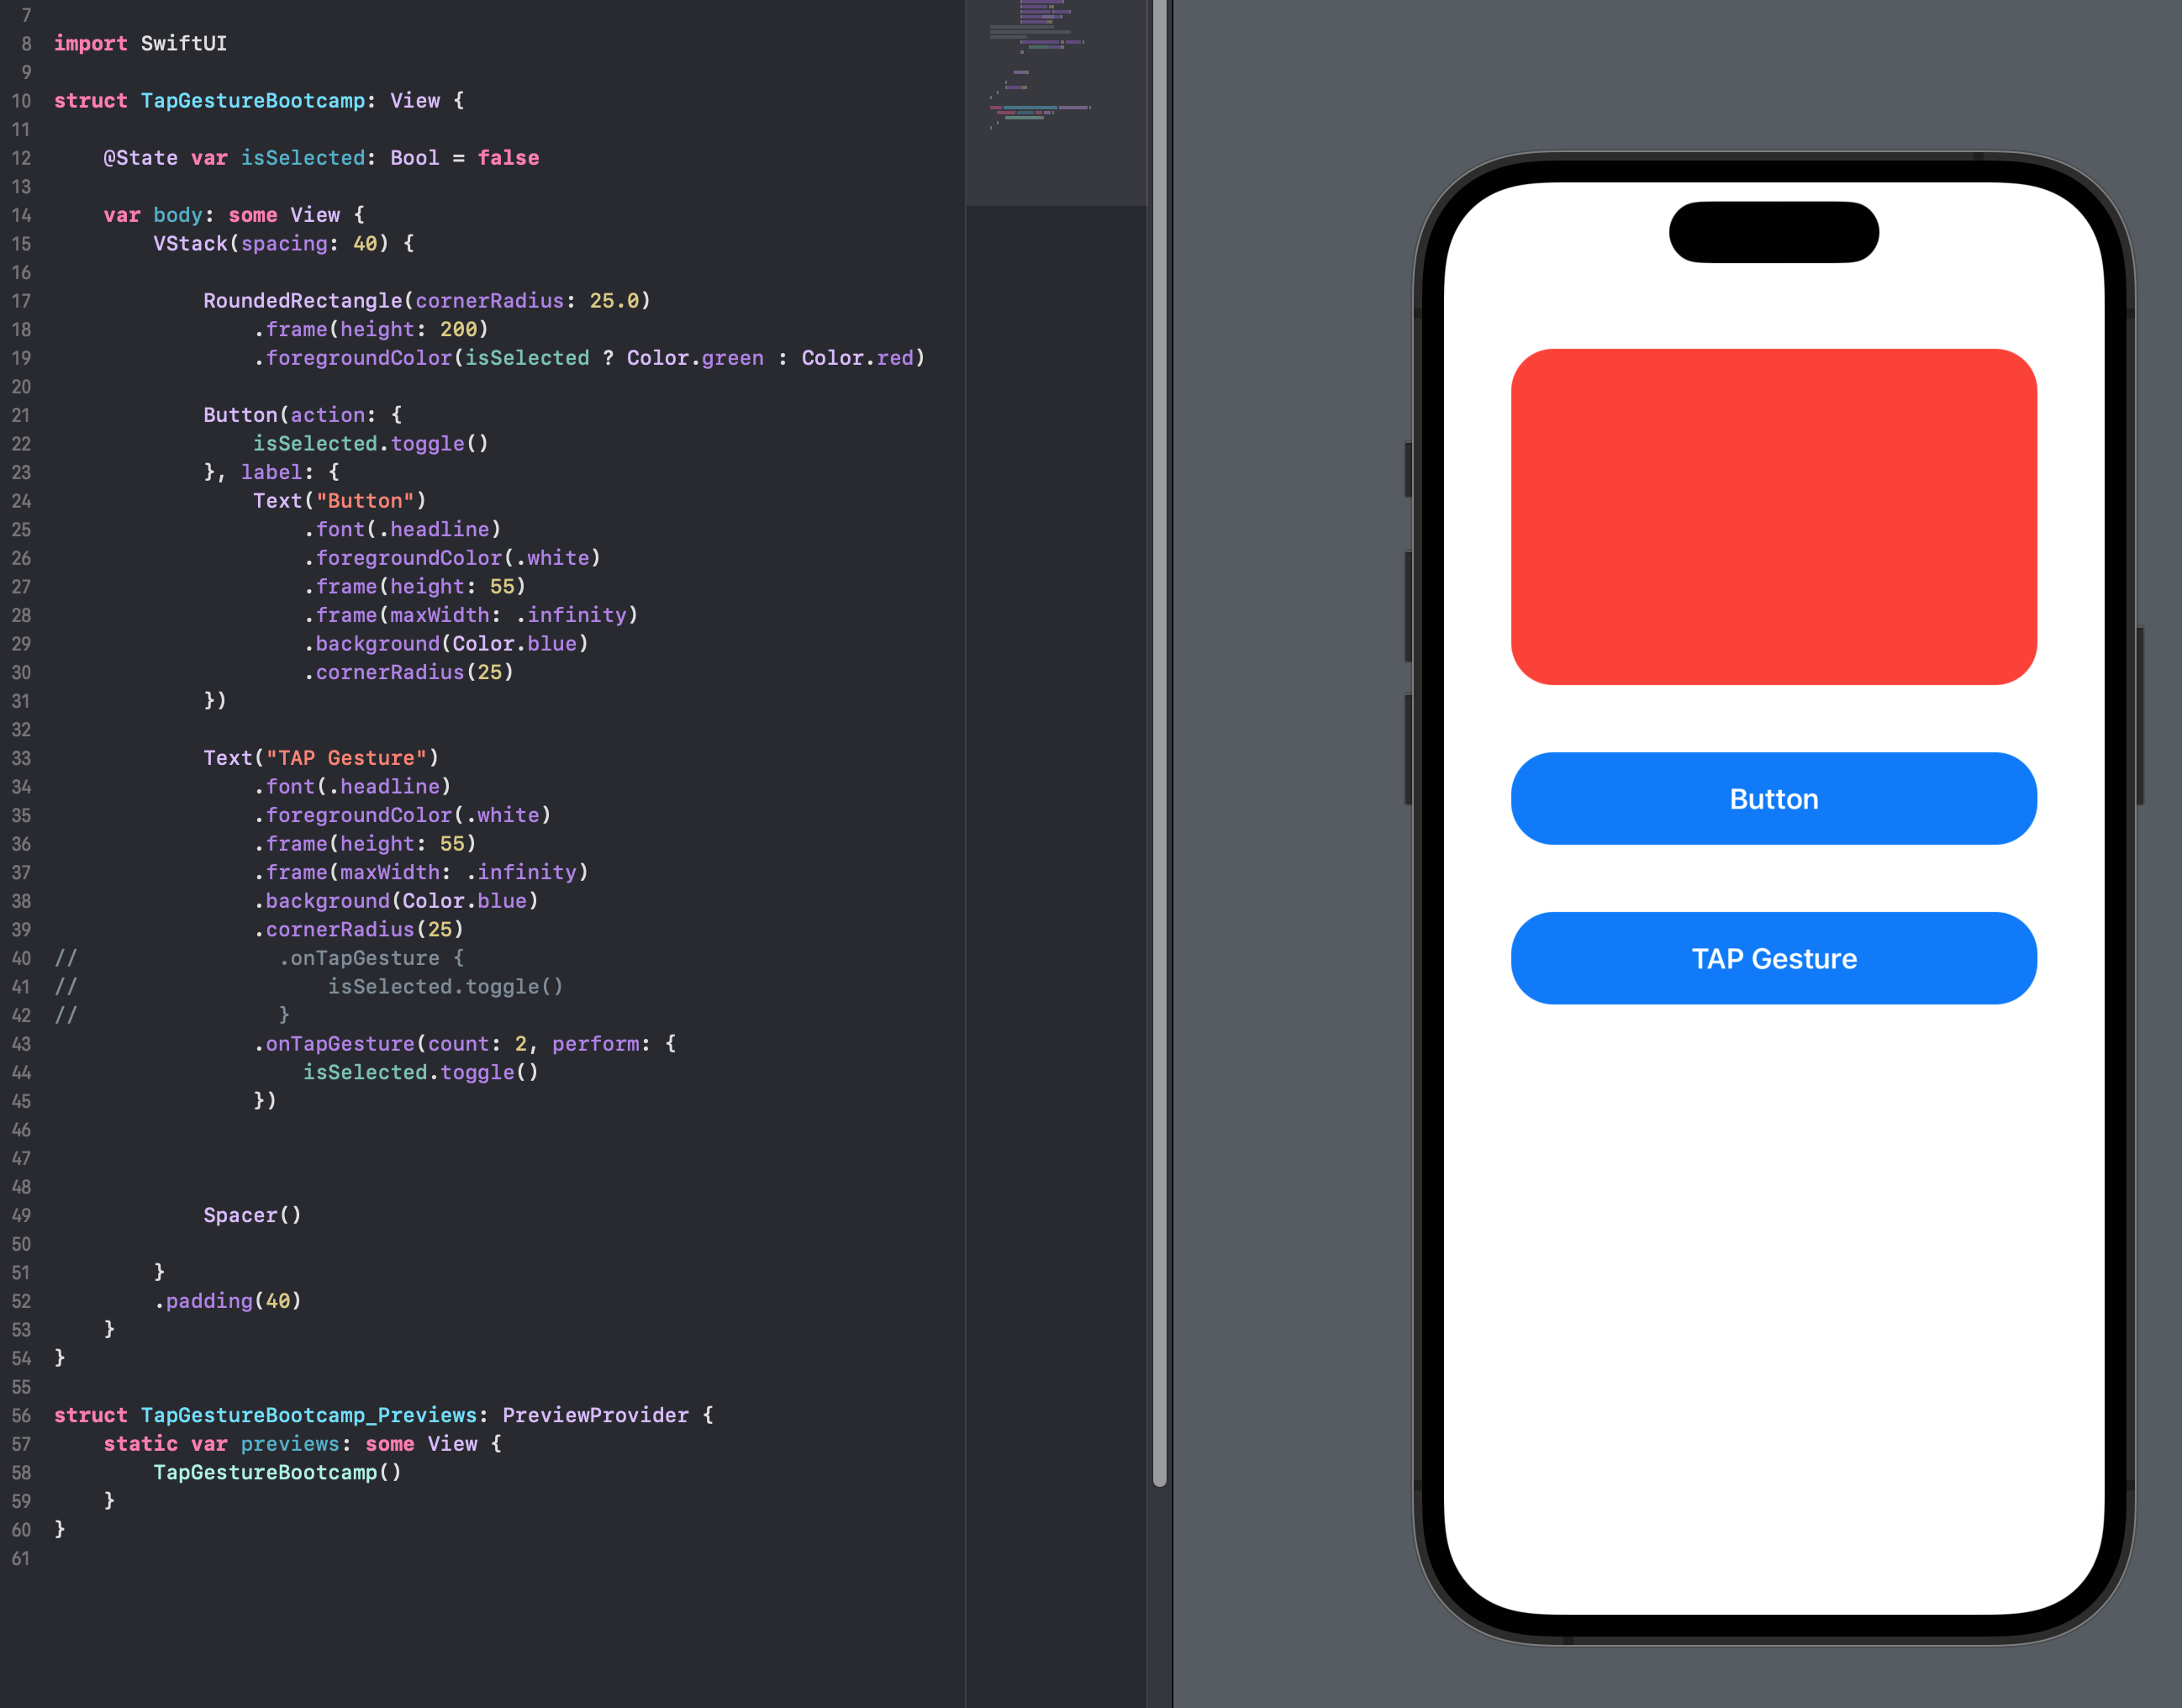 7
8 import SwiftUI
9
10 struct TapGestureBootcamp: View {
11
12     @State var isSelected: Bool = false
13
14     var body: some View {
15         VStack(spacing: 40) {
16
17             RoundedRectangle(cornerRadius: 25.0)
18                 .frame(height: 200)
19                 .foregroundColor(isSelected ? Color.green : Color.red)
20
21             Button(action: {
22                 isSelected.toggle()
23             }, label: {
24                 Text("Button")
25                     .font(.headline)
26                     .foregroundColor(.white)
27                     .frame(height: 55)
28                     .frame(maxWidth: .infinity)
29                     .background(Color.blue)
30                     .cornerRadius(25)
31             })
32
33             Text("TAP Gesture")
34                 .font(.headline)
35                 .foregroundColor(.white)
36                 .frame(height: 55)
37                 .frame(maxWidth: .infinity)
38                 .background(Color.blue)
39                 .cornerRadius(25)
40 //                .onTapGesture {
41 //                    isSelected.toggle()
42 //                }
43                 .onTapGesture(count: 2, perform: {
44                     isSelected.toggle()
45                 })
46
47
48
49             Spacer()
50
51         }
52         .padding(40)
53     }
54 }
55
56 struct TapGestureBootcamp_Previews: PreviewProvider {
57     static var previews: some View {
58         TapGestureBootcamp()
59     }
60 }
61
Button
TAP Gesture